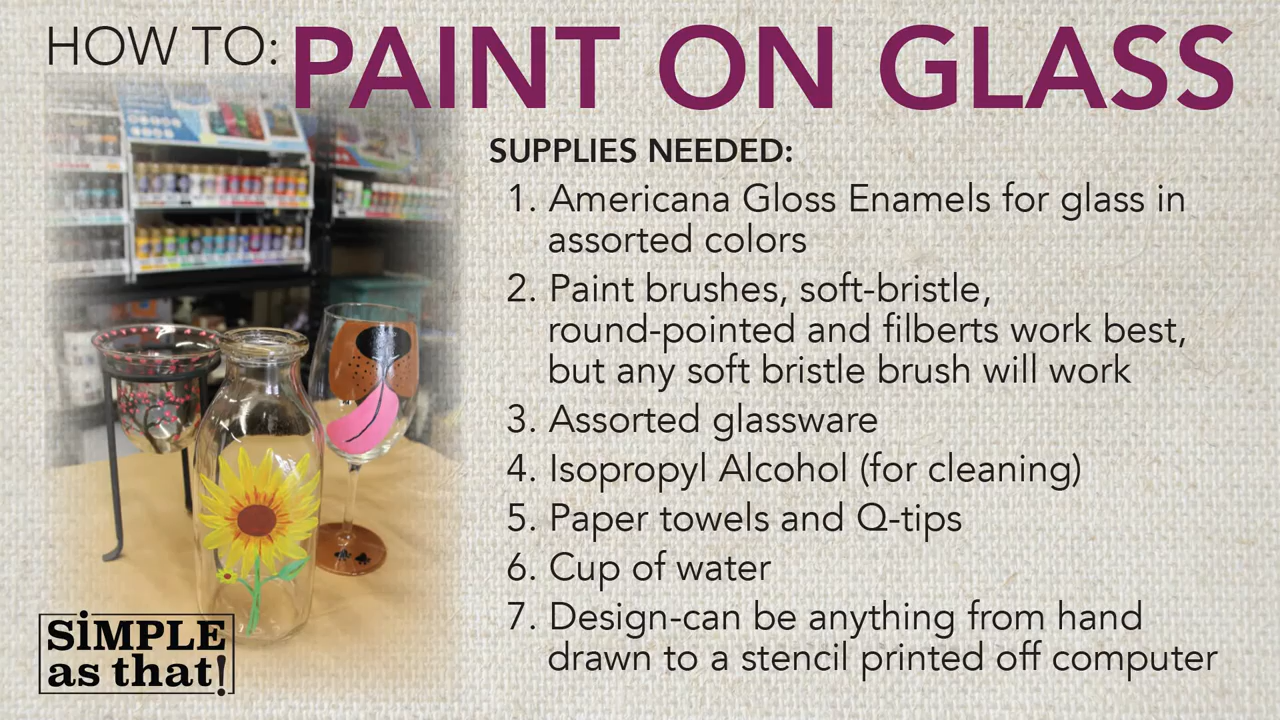 HOW TO: PAINT ON GLASS
SUPPLIES NEEDED:
1. Americana Gloss Enamels for glass in
assorted colors
2. Paint brushes, soft-bristle,
round-pointed and filberts work best,
but any soft bristle brush will work
3. Assorted glassware
4. Isopropyl Alcohol (for cleaning)
5. Paper towels and Q-tips
6. Cup of water
7. Design-can be anything from hand
drawn to a stencil printed off computer
SiMPLE
as that!